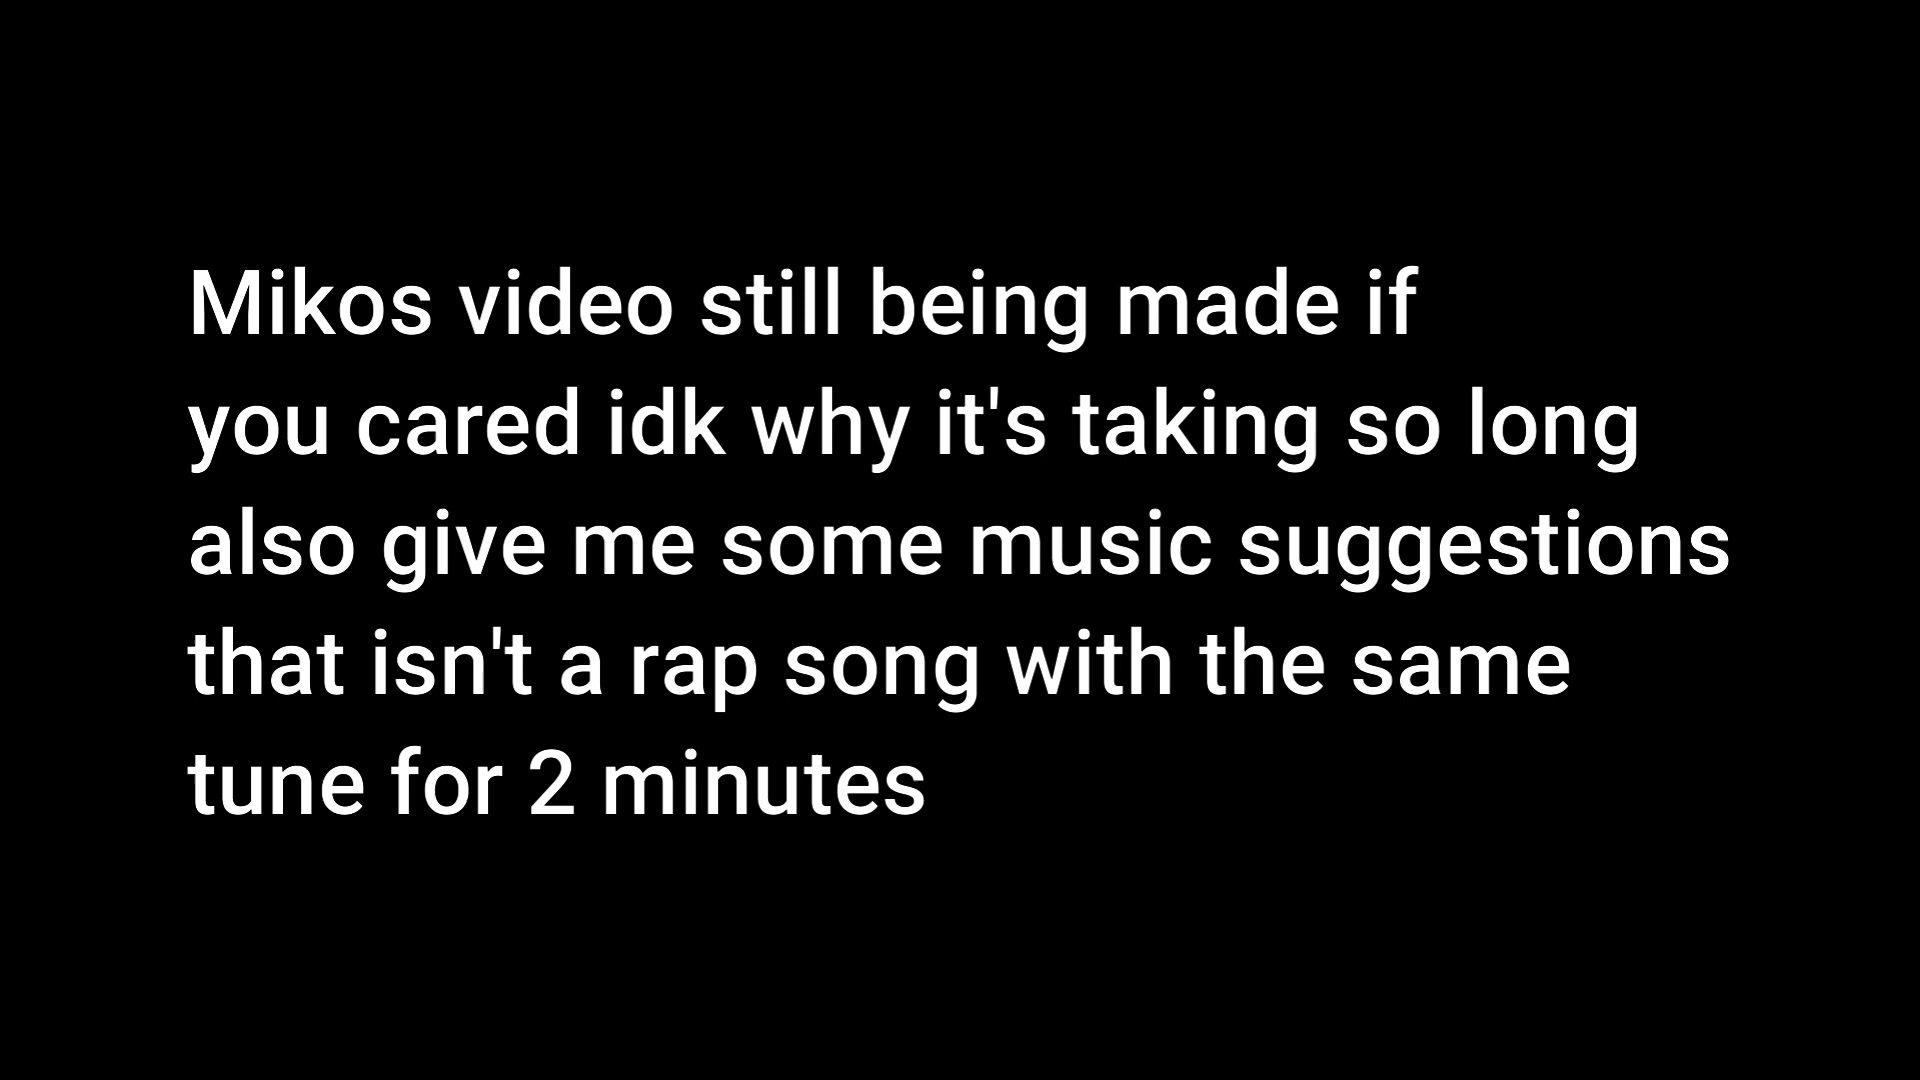 Mikos video still being made if
you cared idk why it's taking so long
also give me some music suggestions
that isn't a rap song with the same
tune for 2 minutes